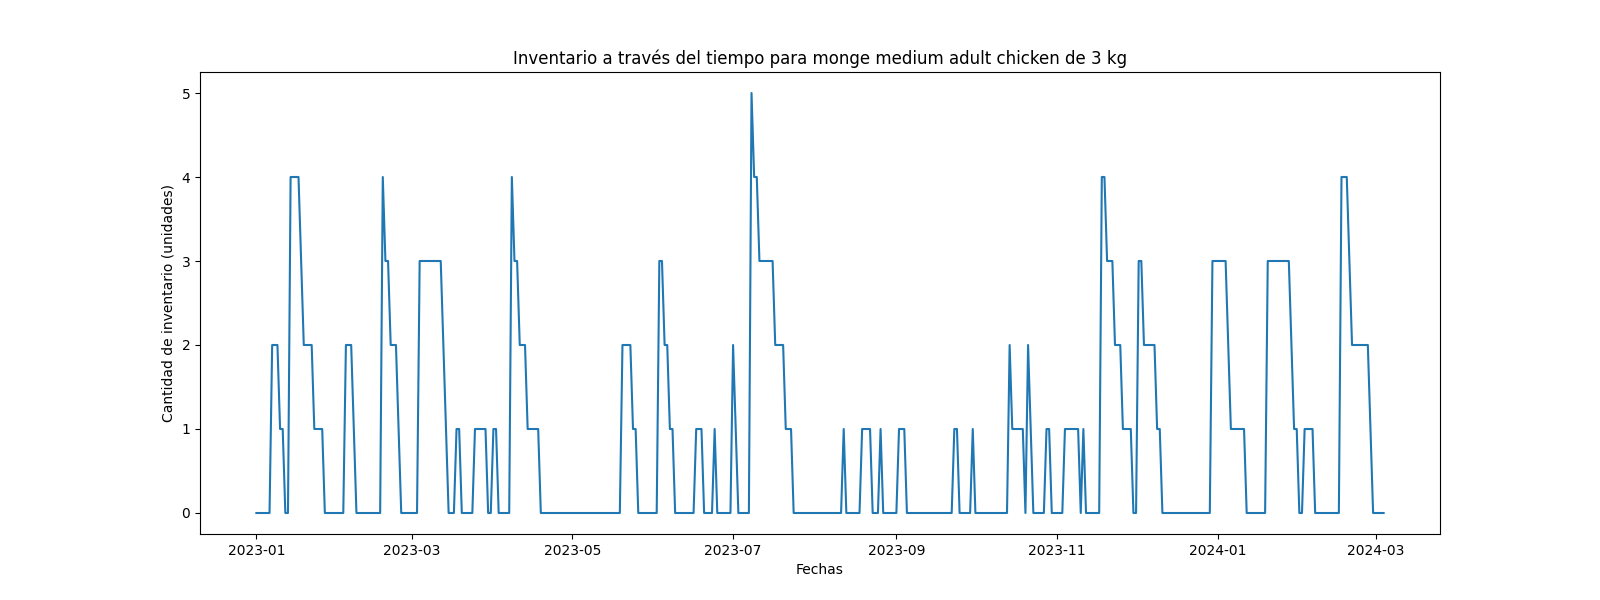 Inventario a través del tiempo para monge medium adult chicken de 3 kg
Cantidad de inventario (unidades)
5
4
3
2
1
0
2023-01 2023-03 2023-05 2023-07 2023-09 2023-11 2024-01 2024-03
Fechas